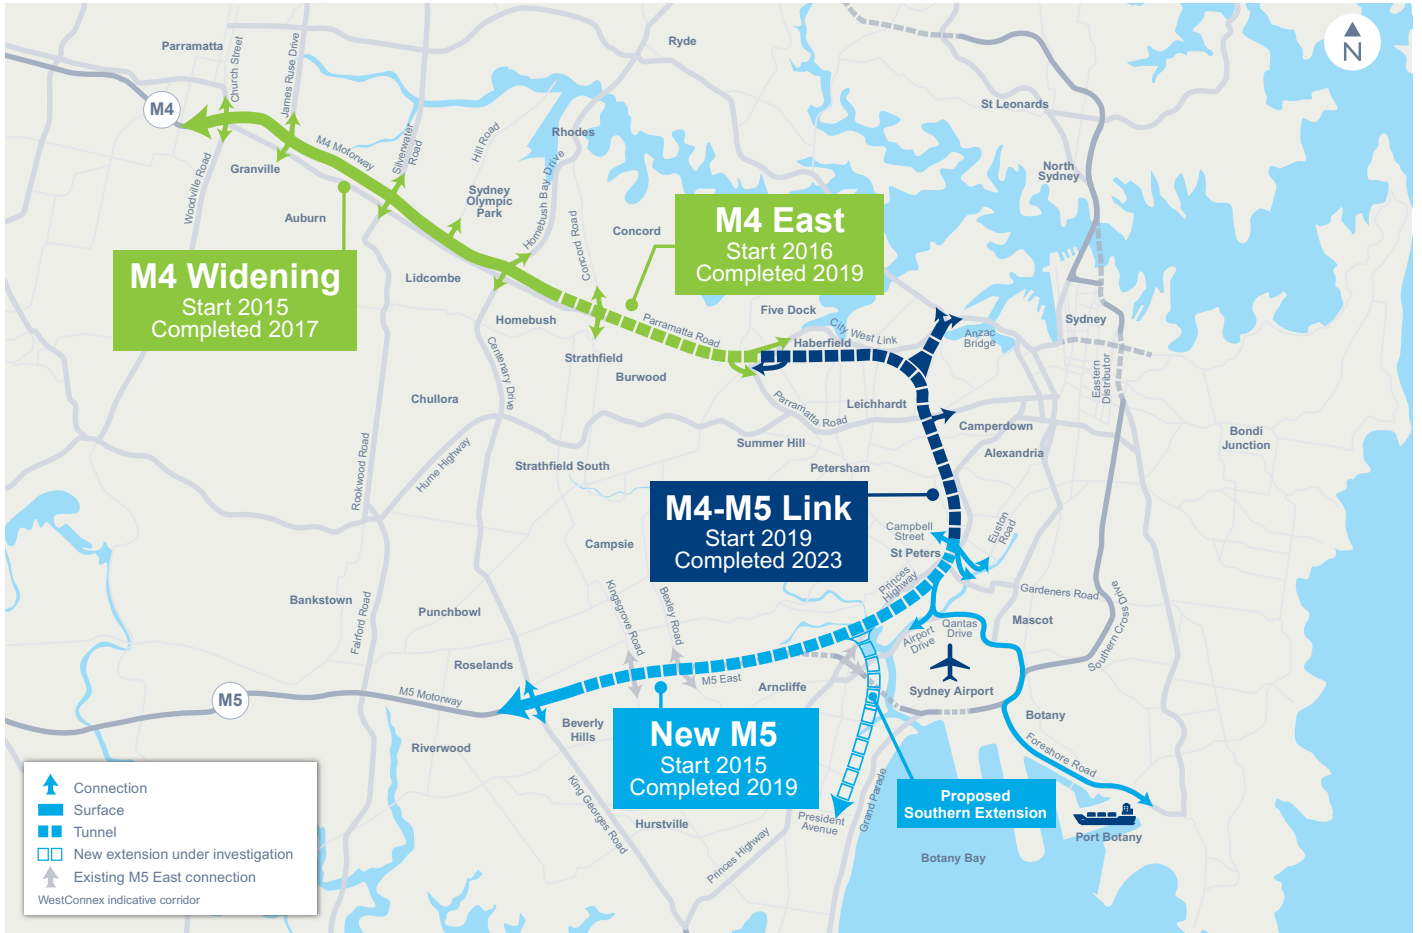 Parramatta
Church Street
James Ruse Drive
Ryde
N
M4
St Leonards
M4 Motorway
Silverwater
Road
Hill Road
Rhodes
Granville
Woodville Road
North
Sydney
Sydney
Olympic
Park
Homebush Bay Drive
Auburn
Concord Road
Concord
M4 East
Start 2016
Completed 2019
M4 Widening
Start 2015
Completed 2017
Lidcombe
Homebush
Five Dock
Parramatta Road
City West Link
Haberfield
Anzac
Bridge
Sydney
Strathfield
Burwood
Centenary Drive
Eastern
Distributor
Chullora
Leichhardt
Parramatta Road
Camperdown
Summer Hill
Bondi
Junction
Alexandria
Hume Highway
Rookwood Road
Strathfield South
Petersham
M4-M5 Link
Start 2019
Completed 2023
Campbell
Street
Euston
Road
St Peters
Campsie
Princes
Highway
Kingsgrove Road
Bexley Road
Bankstown
Punchbowl
Fairford Road
Gardeners Road
Southern Cross Drive
Mascot
Qantas
Drive
Airport
Drive
Roselands
M5 East
Arncliffe
Sydney Airport
M5
M5 Motorway
Beverly
Hills
Botany
Riverwood
New M5
Start 2015
Completed 2019
Foreshore Road
King Georges Road
Grand Parade
Proposed
Southern Extension
President
Avenue
Hurstville
Princes Highway
Port Botany
Botany Bay
Connection
Surface
Tunnel
New extension under investigation
Existing M5 East connection
WestConnex indicative corridor